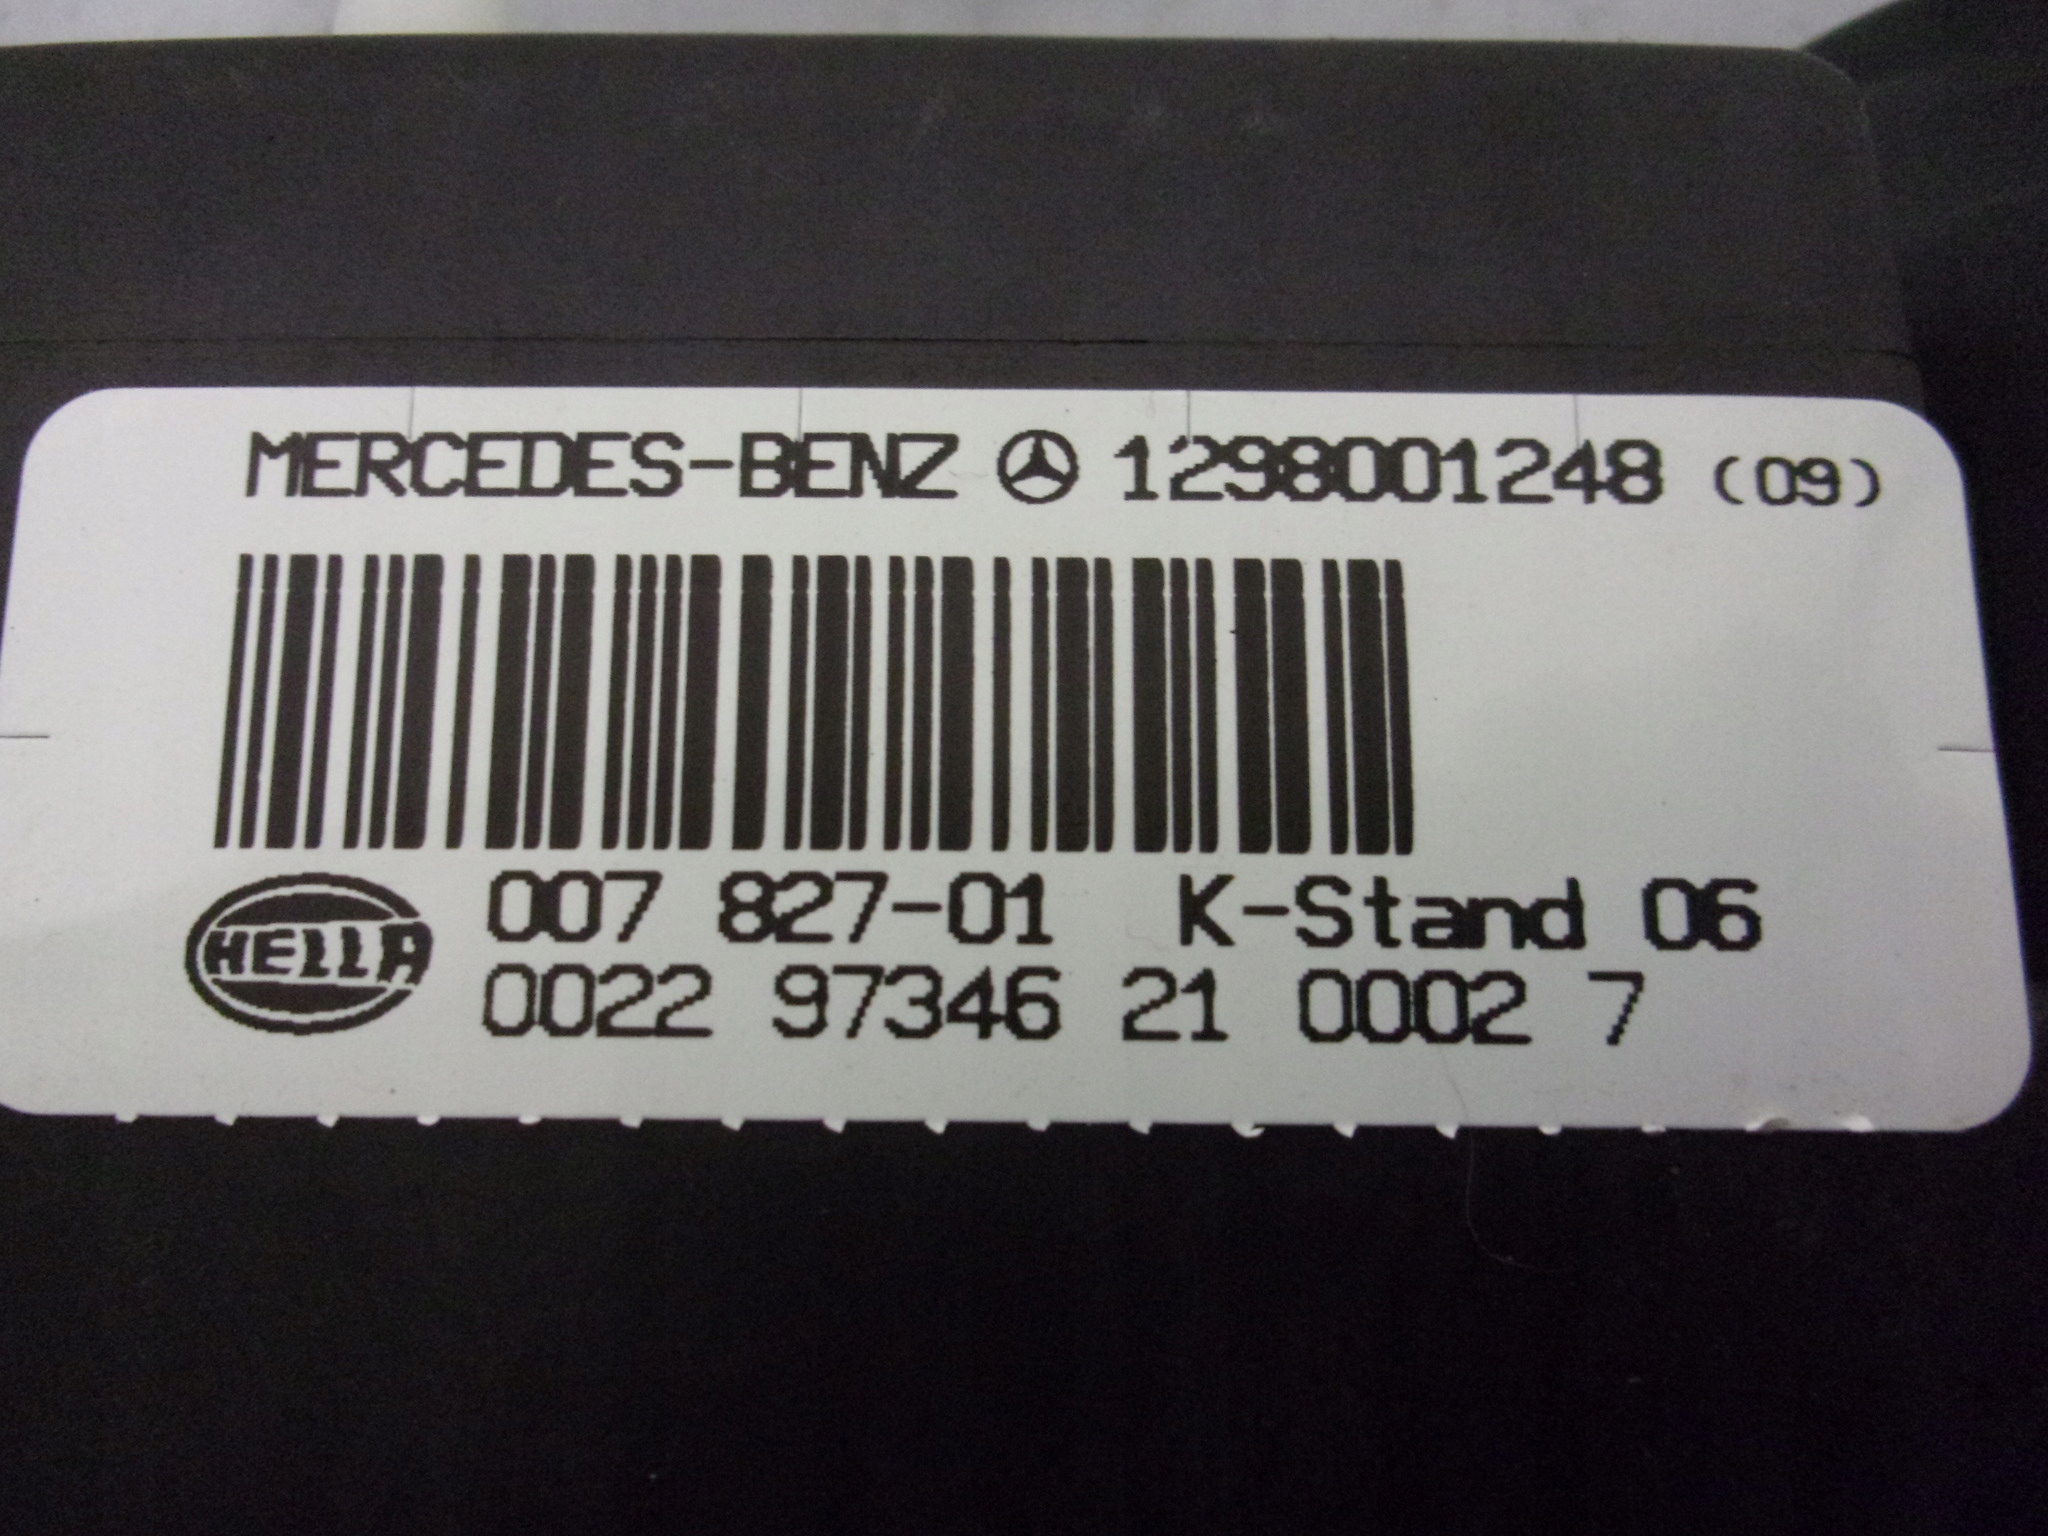 MERCEDES-BENZ 1298001248 (09)
HELLA 007 827-01 K-Stand 06
0022 97346 21 0002 7